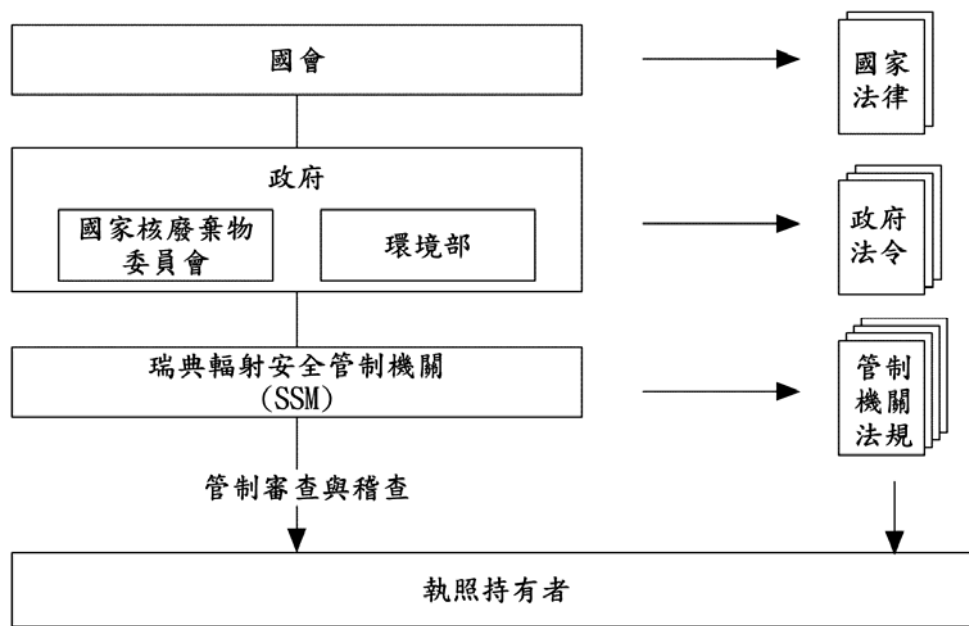 國會
國家
法律
政府
國家核廢棄物
委員會
環境部
政府
法令
瑞典輻射安全管制機關
(SSM)
管制
機關
法規
管制審查與稽查
執照持有者